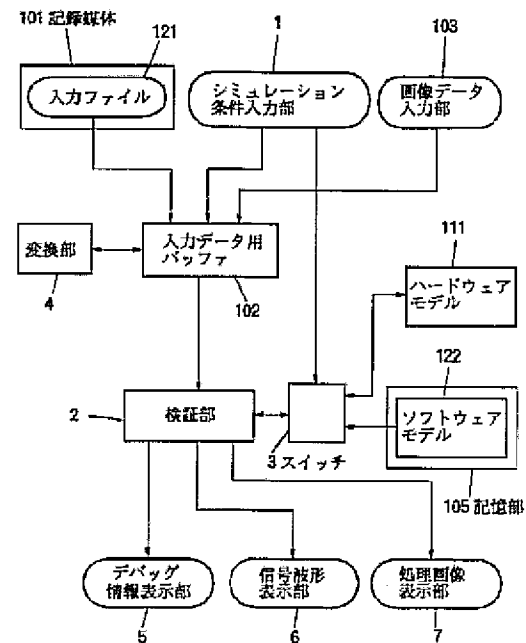 101 記録媒体
121
1
103
入力ファイル
シミュレーション
条件入力部
画像データ
入力部
変換部
4
入力データ用
バッファ
102
111
ハードウェア
モデル
122
ソフトウェア
モデル
105 記憶部
2
検証部
3 スイッチ
デバッグ
情報表示部
5
信号波形
表示部
6
処理画像
表示部
7